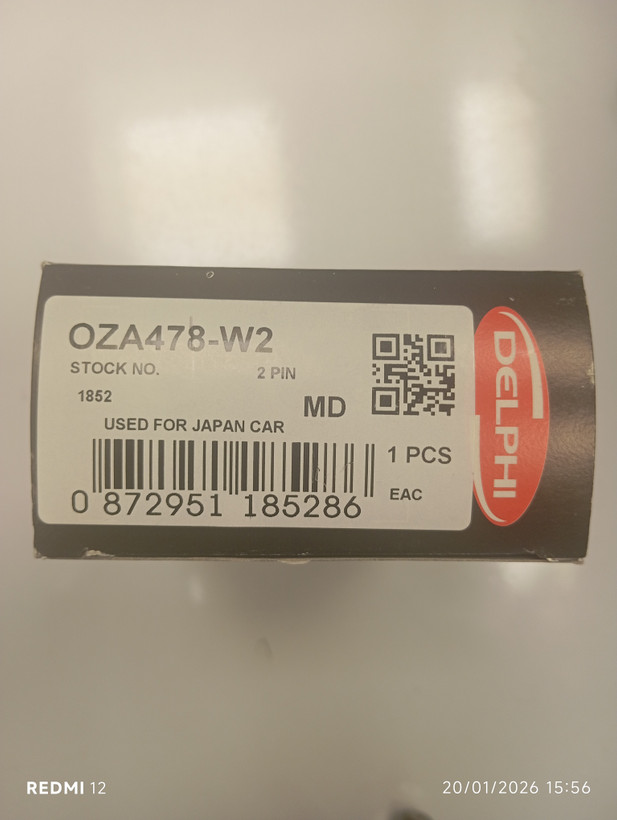 OZA478-W2
STOCK NO.
2 PIN
1852
MD
USED FOR JAPAN CAR
1 PCS
EAC
0 872951 185286
DELPHI
REDMI 12
20/01/2026 15:56